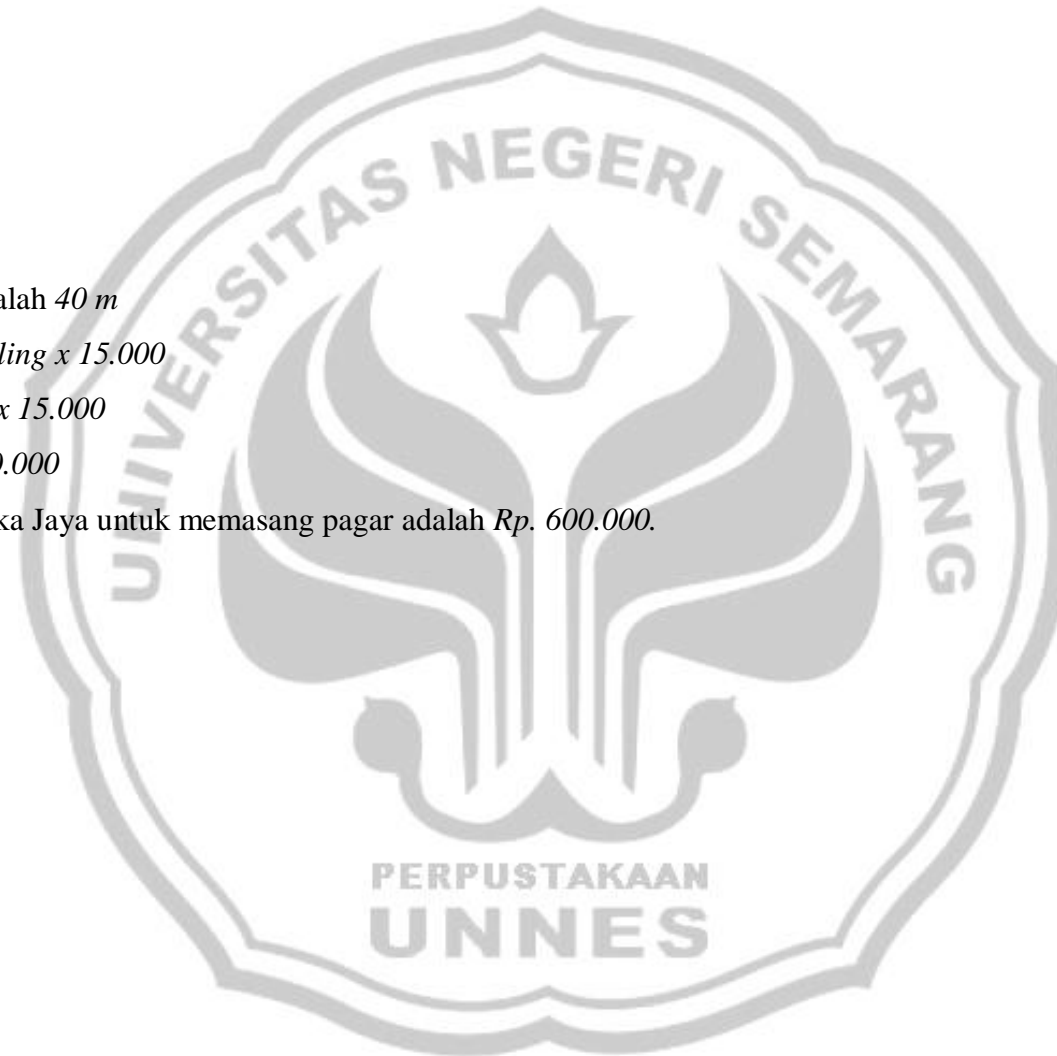 UNIVERSITAS NEGERI SEMARANG
alah 40 m
ling x 15.000
x 15.000
0.000
ka Jaya untuk memasang pagar adalah Rp. 600.000.
PERPUSTAKAAN
UNNES